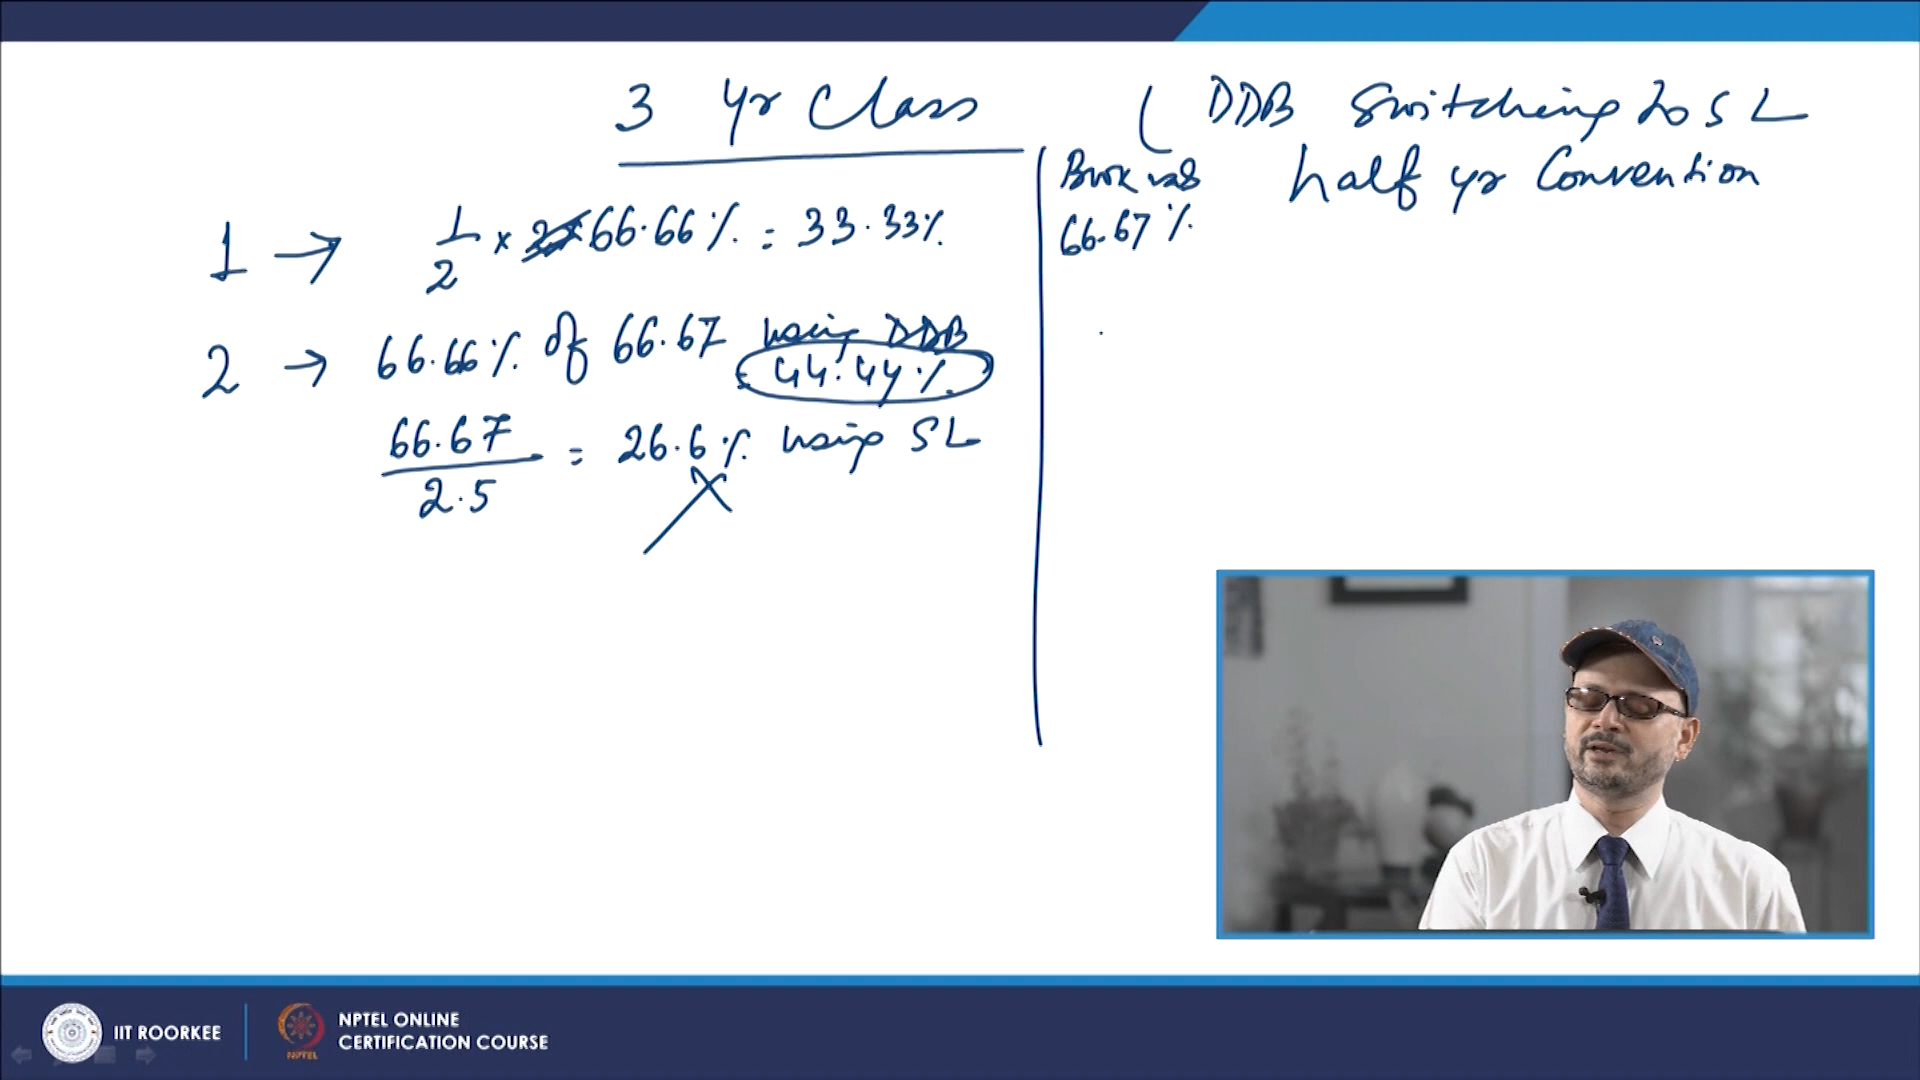 3 yr Class
( DDB Switching to SL
half yr Convention
Book val
66.67 %
1 → 1/2 × 66.66 % = 33.33 %
2 → 66.66 % of 66.67 using DDB
= 44.44 %
66.67/2.5 = 26.6 % using SL
IIT ROORKEE
NPTEL ONLINE
CERTIFICATION COURSE
NPTEL